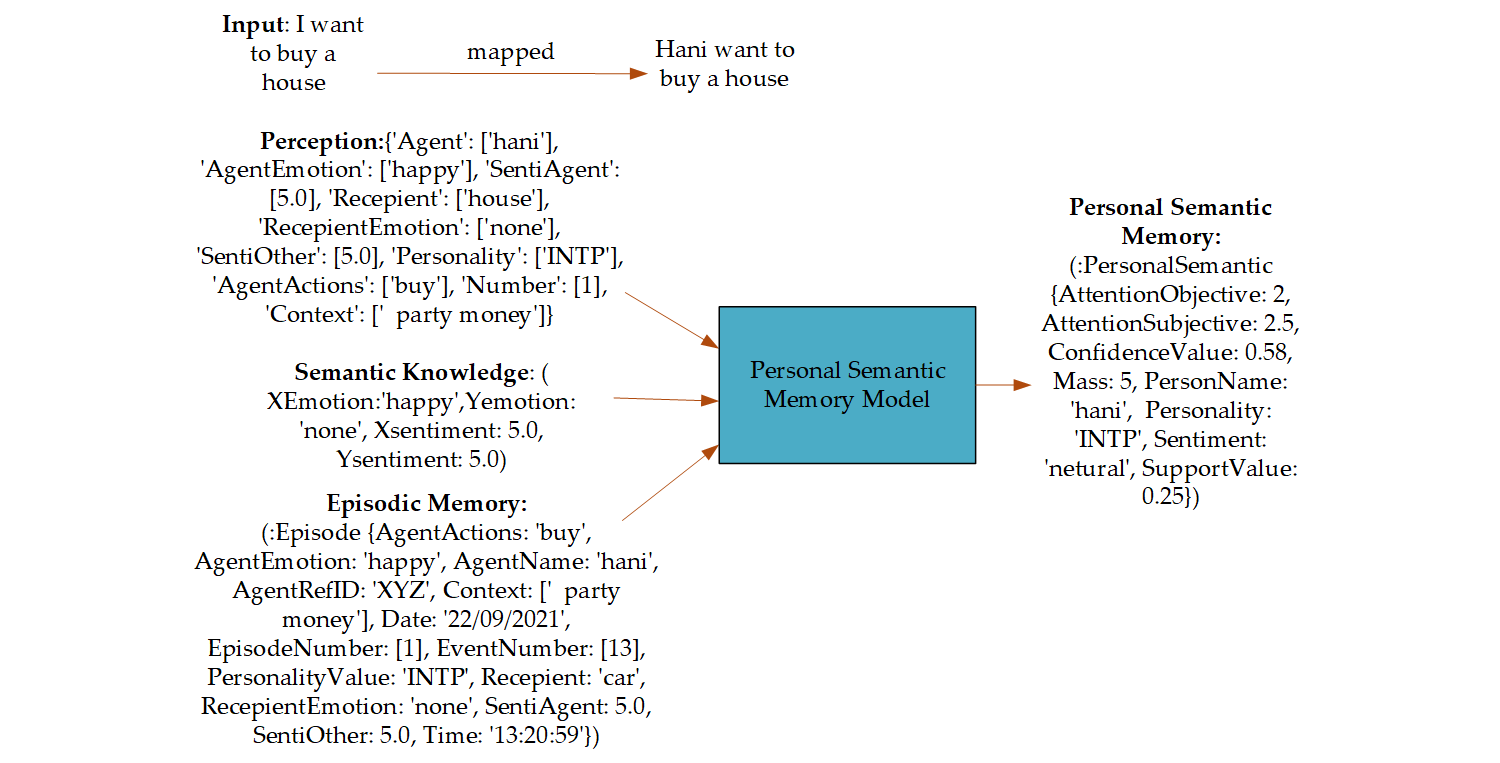 Input: I want
to buy a
house
mapped
Hani want to
buy a house
Perception:{'Agent': ['hani'],
'AgentEmotion': ['happy'], 'SentiAgent':
[5.0], 'Recepient': ['house'],
'RecepientEmotion': ['none'],
'SentiOther': [5.0], 'Personality': ['INTP'],
'AgentActions': ['buy'], 'Number': [1],
'Context': ['  party money']}
Semantic Knowledge: (
XEmotion:'happy',Yemotion:
'none', Xsentiment: 5.0,
Ysentiment: 5.0)
Episodic Memory:
(:Episode {AgentActions: 'buy',
AgentEmotion: 'happy', AgentName: 'hani',
AgentRefID: 'XYZ', Context: ['  party
money'], Date: '22/09/2021',
EpisodeNumber: [1], EventNumber: [13],
PersonalityValue: 'INTP', Recepient: 'car',
RecepientEmotion: 'none', SentiAgent: 5.0,
SentiOther: 5.0, Time: '13:20:59'})
Personal Semantic
Memory Model
Personal Semantic
Memory:
(:PersonalSemantic
{AttentionObjective: 2,
AttentionSubjective: 2.5,
ConfidenceValue: 0.58,
Mass: 5, PersonName:
'hani',  Personality:
'INTP', Sentiment:
'netural', SupportValue:
0.25})